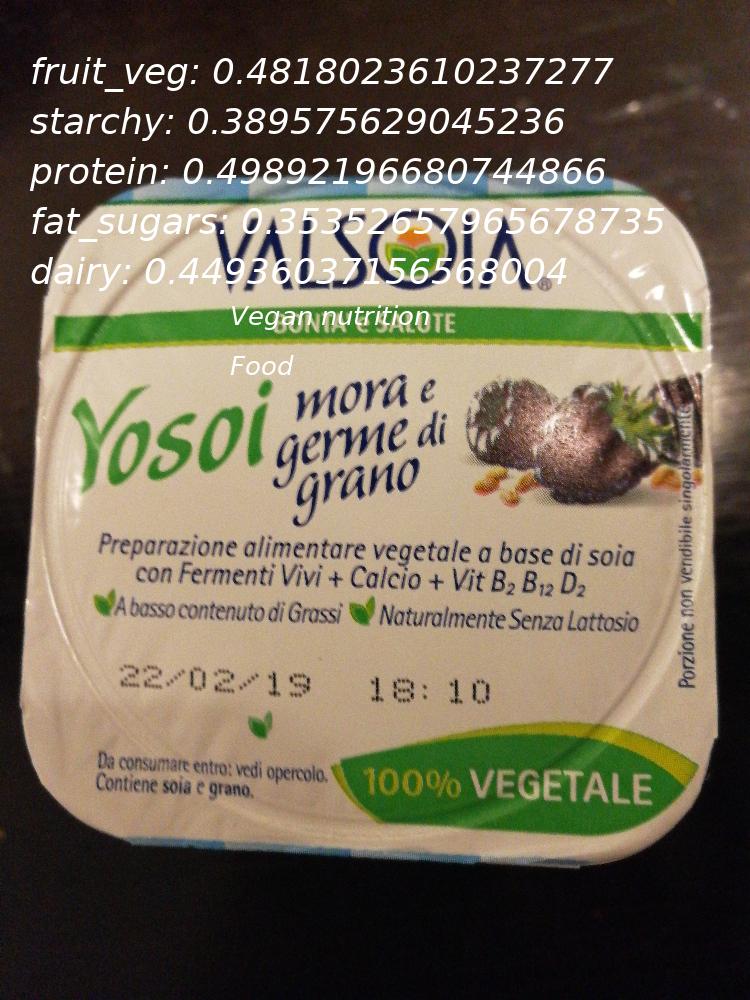 fruit_veg: 0.4818023610237277
starchy: 0.389575629045236
protein: 0.49892196680744866
fat_sugars: 0.35352657965678735
dairy: 0.44936037156568004
VALSOIA®
Vegan nutrition
BONTÀ e SALUTE
Food
Yosoi mora e
germe di
grano
Preparazione alimentare vegetale a base di soia
con Fermenti Vivi + Calcio + Vit B₂ B₁₂ D₂
A basso contenuto di Grassi Naturalmente Senza Lattosio
Porzione non vendibile singolarmente
22/02/19 18:10
Da consumare entro: vedi opercolo.
Contiene soia e grano.
100% VEGETALE